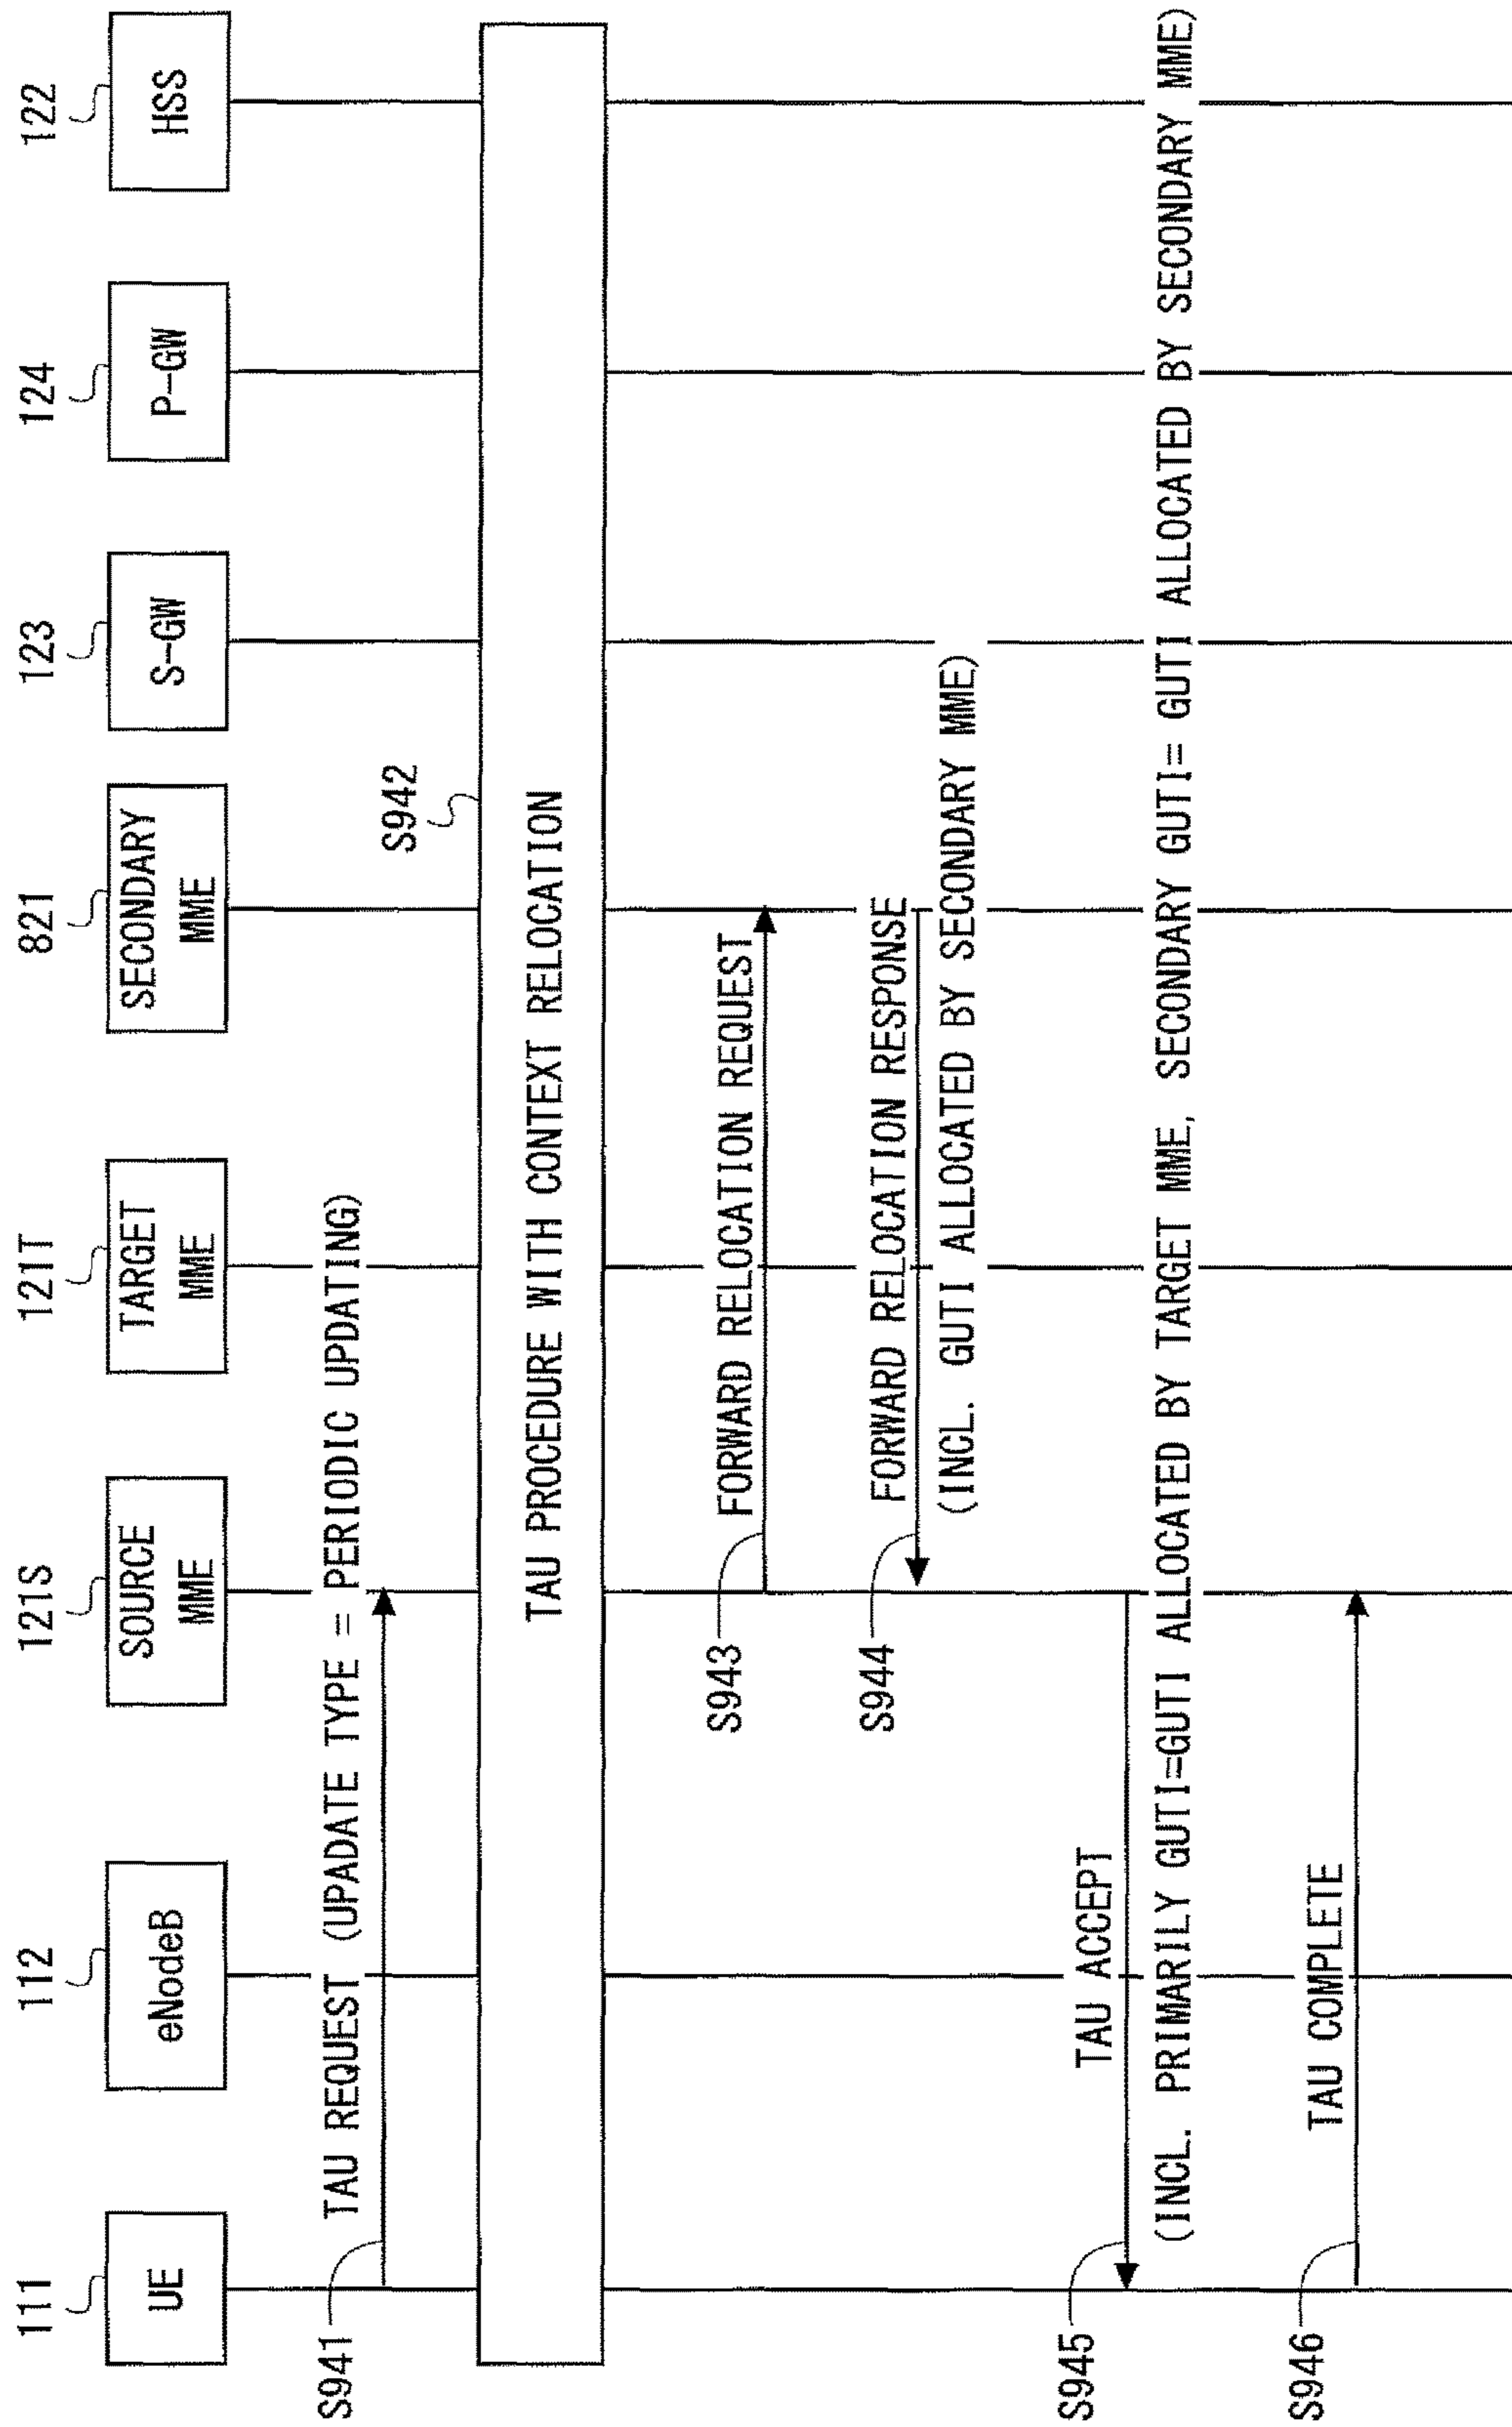 111
112
121S
121T
821
123
124
122
UE
eNodeB
SOURCE
MME
TARGET
MME
SECONDARY
MME
S-GW
P-GW
HSS
S941
TAU REQUEST (UPADATE TYPE = PERIODIC UPDATING)
S942
TAU PROCEDURE WITH CONTEXT RELOCATION
S943
FORWARD RELOCATION REQUEST
S944
FORWARD RELOCATION RESPONSE
(INCL. GUTI ALLOCATED BY SECONDARY MME)
S945
TAU ACCEPT
(INCL. PRIMARILY GUTI=GUTI ALLOCATED BY TARGET MME, SECONDARY GUTI= GUTI ALLOCATED BY SECONDARY MME)
S946
TAU COMPLETE